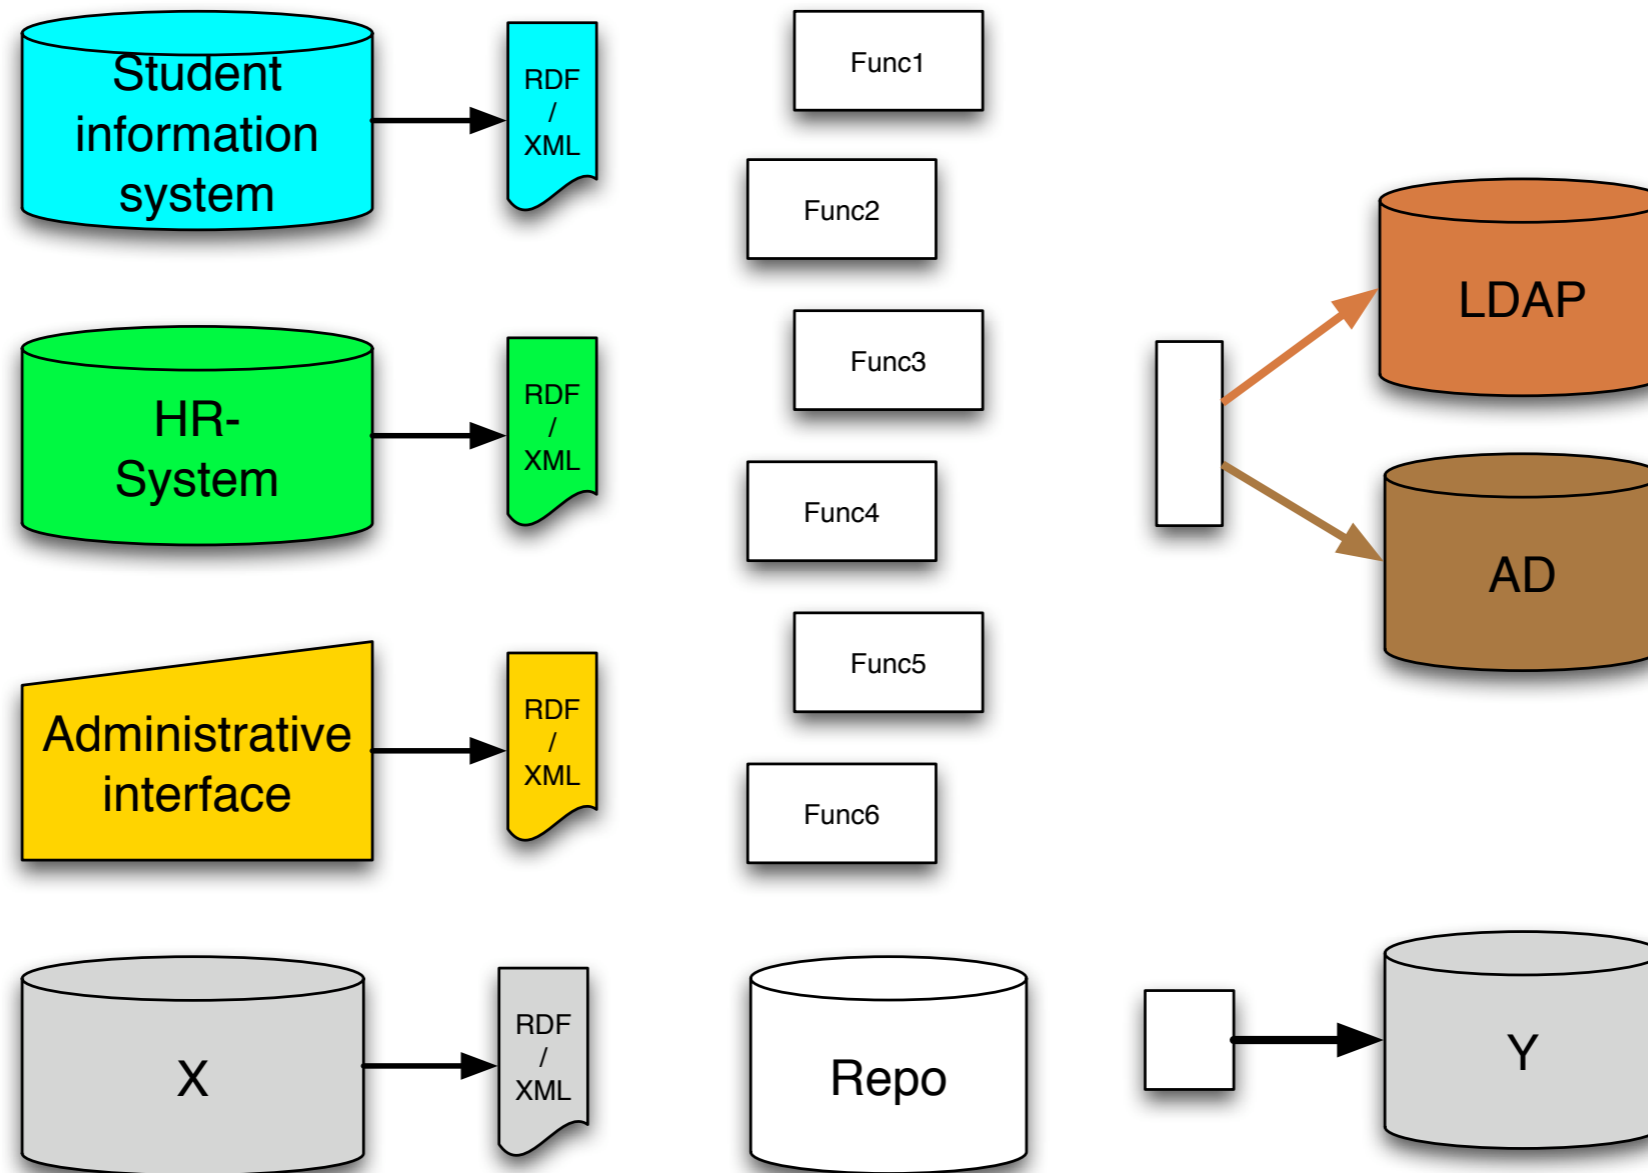 Student
information
system
RDF
/
XML
Func1
Func2
HR-
System
RDF
/
XML
Func3
Func4
LDAP
AD
Administrative
interface
RDF
/
XML
Func5
Func6
X
RDF
/
XML
Repo
Y